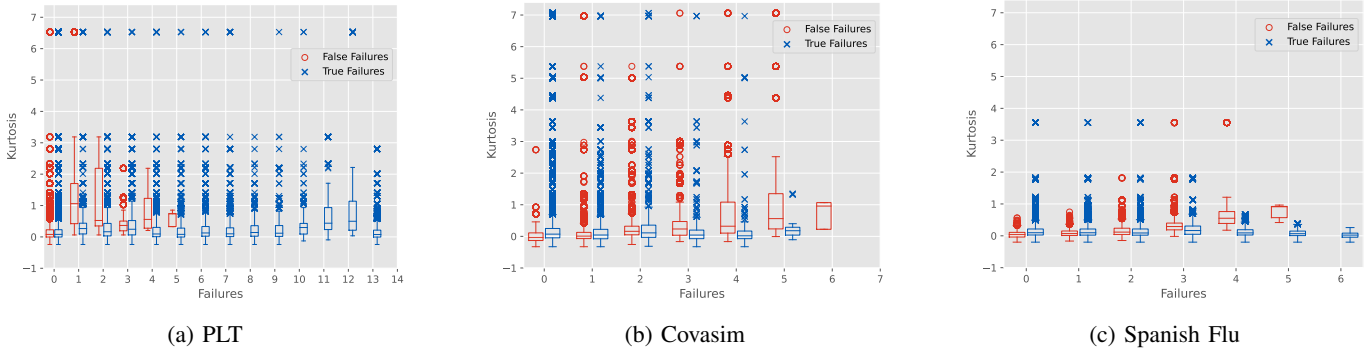 7
6
5
4
3
2
1
0
−1
Kurtosis
False Failures
True Failures
0 1 2 3 4 5 6 7 8 9 10 11 12 13 14
Failures
(a) PLT
7
6
5
4
3
2
1
0
−1
Kurtosis
False Failures
True Failures
0 1 2 3 4 5 6 7
Failures
(b) Covasim
7
6
5
4
3
2
1
0
−1
Kurtosis
False Failures
True Failures
0 1 2 3 4 5 6
Failures
(c) Spanish Flu